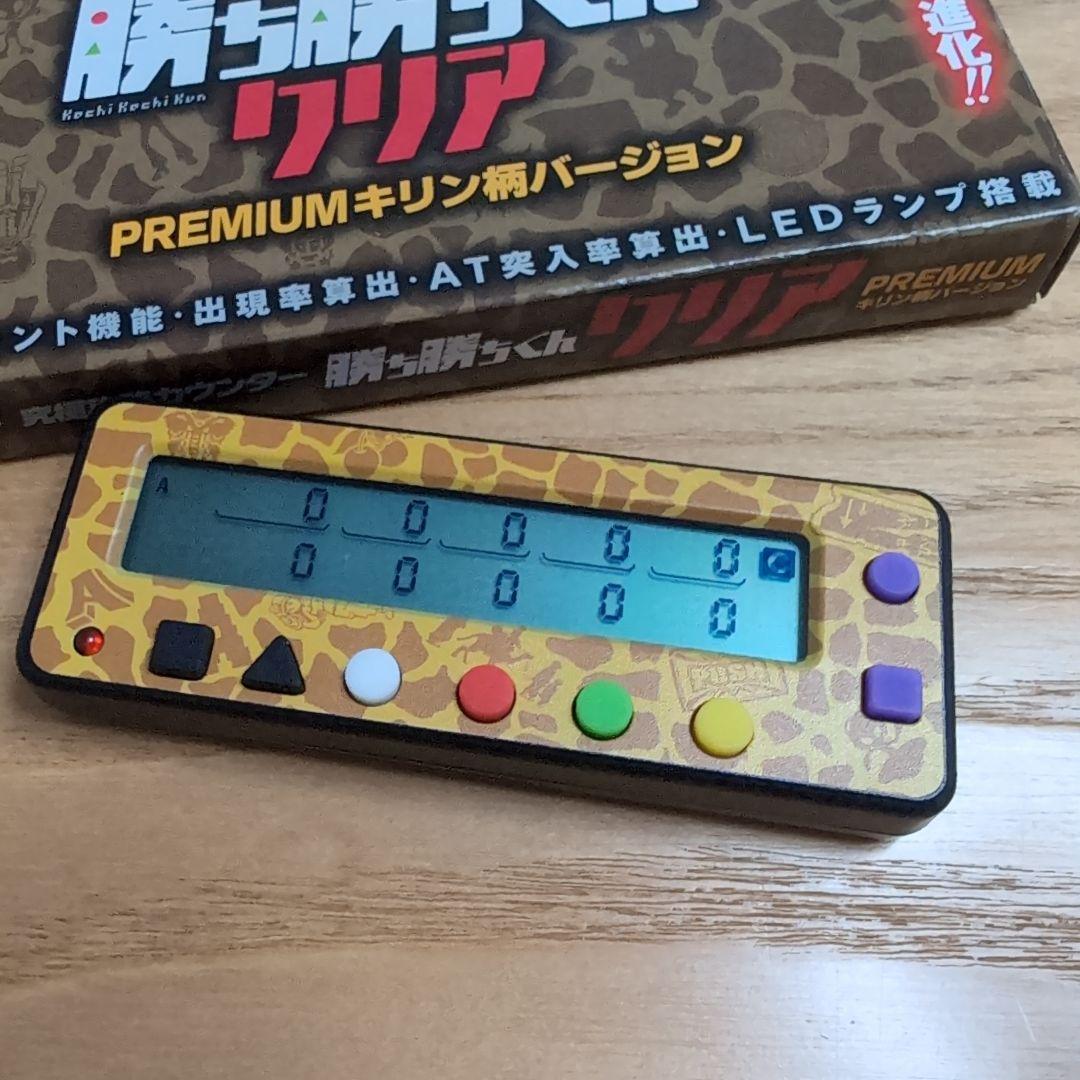 勝ち勝ちくん
Kachi Kachi Kun
クリア
進化!!
PREMIUMキリン柄バージョン
ント機能・出現率算出・AT突入率算出・LEDランプ搭載
カウンター 勝ち勝ちくん クリア PREMIUM
キリン柄バージョン
A 0 0 0 0 0 C
0 0 0 0 0